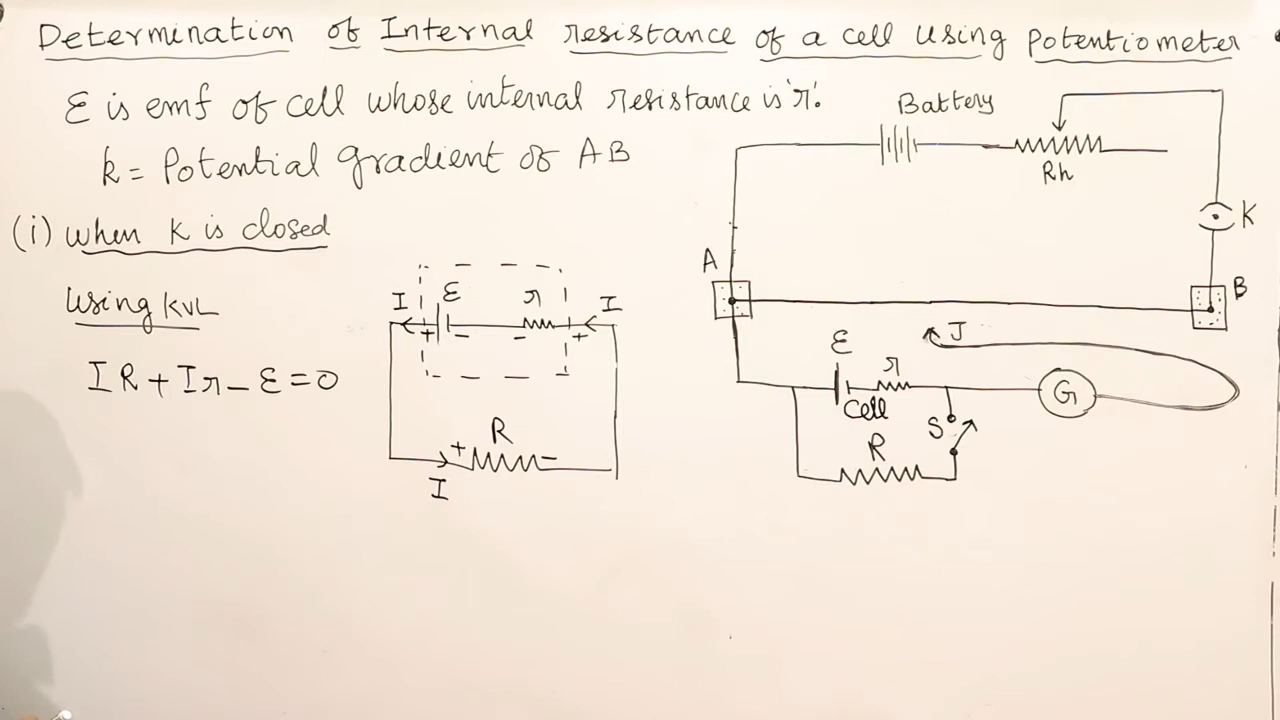 Determination of Internal resistance of a cell using Potentiometer
ε is emf of cell whose internal resistance is 'r'.
k = Potential gradient of AB
(i) when K is closed
using KVL
IR + Ir - ε = 0
I ε r I
+ - - +
+ R -
I
Battery
Rh
K
A
B
J
ε
r
G
Cell
S
R